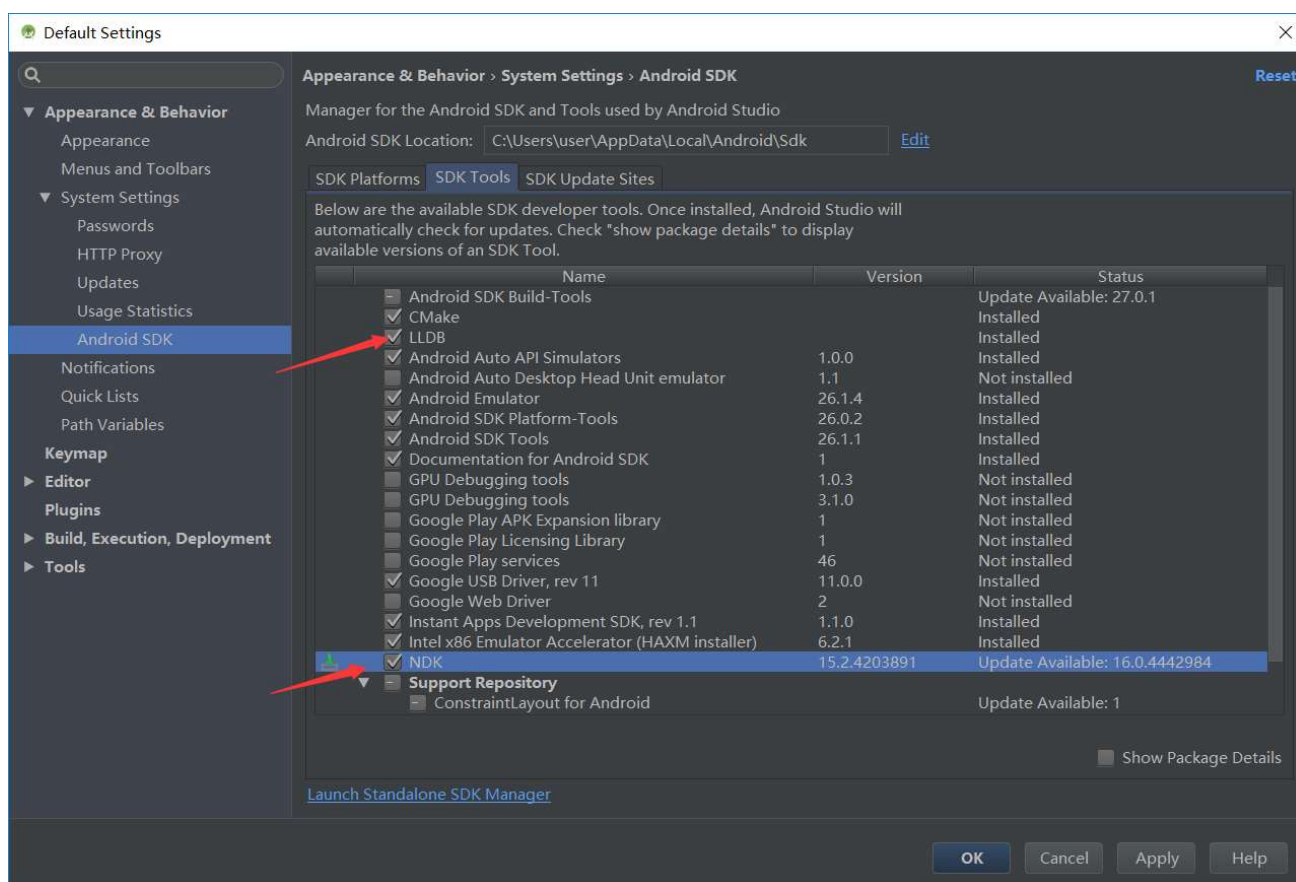 Default Settings
Appearance & Behavior › System Settings › Android SDK
Reset
Manager for the Android SDK and Tools used by Android Studio
Android SDK Location: C:\Users\user\AppData\Local\Android\Sdk Edit
Appearance & Behavior
Appearance
Menus and Toolbars
System Settings
Passwords
HTTP Proxy
Updates
Usage Statistics
Android SDK
Notifications
Quick Lists
Path Variables
Keymap
Editor
Plugins
Build, Execution, Deployment
Tools
SDK Platforms SDK Tools SDK Update Sites
Below are the available SDK developer tools. Once installed, Android Studio will
automatically check for updates. Check "show package details" to display
available versions of an SDK Tool.
Name Version Status
Android SDK Build-Tools Update Available: 27.0.1
CMake Installed
LLDB Installed
Android Auto API Simulators 1.0.0 Installed
Android Auto Desktop Head Unit emulator 1.1 Not installed
Android Emulator 26.1.4 Installed
Android SDK Platform-Tools 26.0.2 Installed
Android SDK Tools 26.1.1 Installed
Documentation for Android SDK 1 Installed
GPU Debugging tools 1.0.3 Not installed
GPU Debugging tools 3.1.0 Not installed
Google Play APK Expansion library 1 Not installed
Google Play Licensing Library 1 Not installed
Google Play services 46 Not installed
Google USB Driver, rev 11 11.0.0 Installed
Google Web Driver 2 Not installed
Instant Apps Development SDK, rev 1.1 1.1.0 Installed
Intel x86 Emulator Accelerator (HAXM installer) 6.2.1 Installed
NDK 15.2.4203891 Update Available: 16.0.4442984
Support Repository
ConstraintLayout for Android Update Available: 1
Show Package Details
Launch Standalone SDK Manager
OK Cancel Apply Help